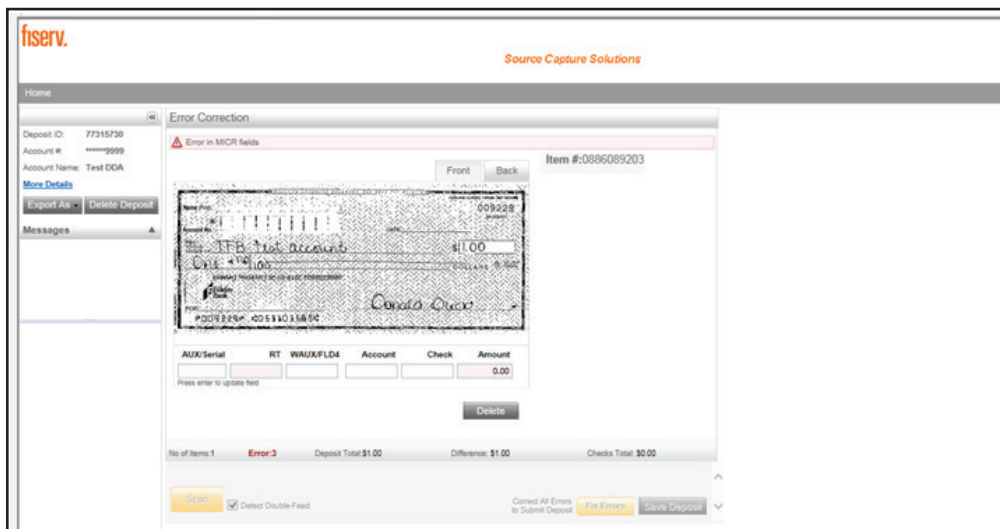 fiserv.
Source Capture Solutions
Home
Deposit ID: 77315730
Account #: ******9999
Account Name: Test DDA
More Details
Export As
Delete Deposit
Messages
Error Correction
Error in MICR fields
Item #:0886089203
Front
Back
009229
TFB Test account
$1.00
One
Donald Duck
FOR
AUX/Serial RT WAUX/FLD4 Account Check Amount
0.00
Press enter to update field
Delete
No of Items:1 Error:3 Deposit Total:$1.00 Difference: $1.00 Checks Total: $0.00
Scan
Detect Double-Feed
Correct All Errors
to Submit Deposit
Fix Errors
Save Deposit